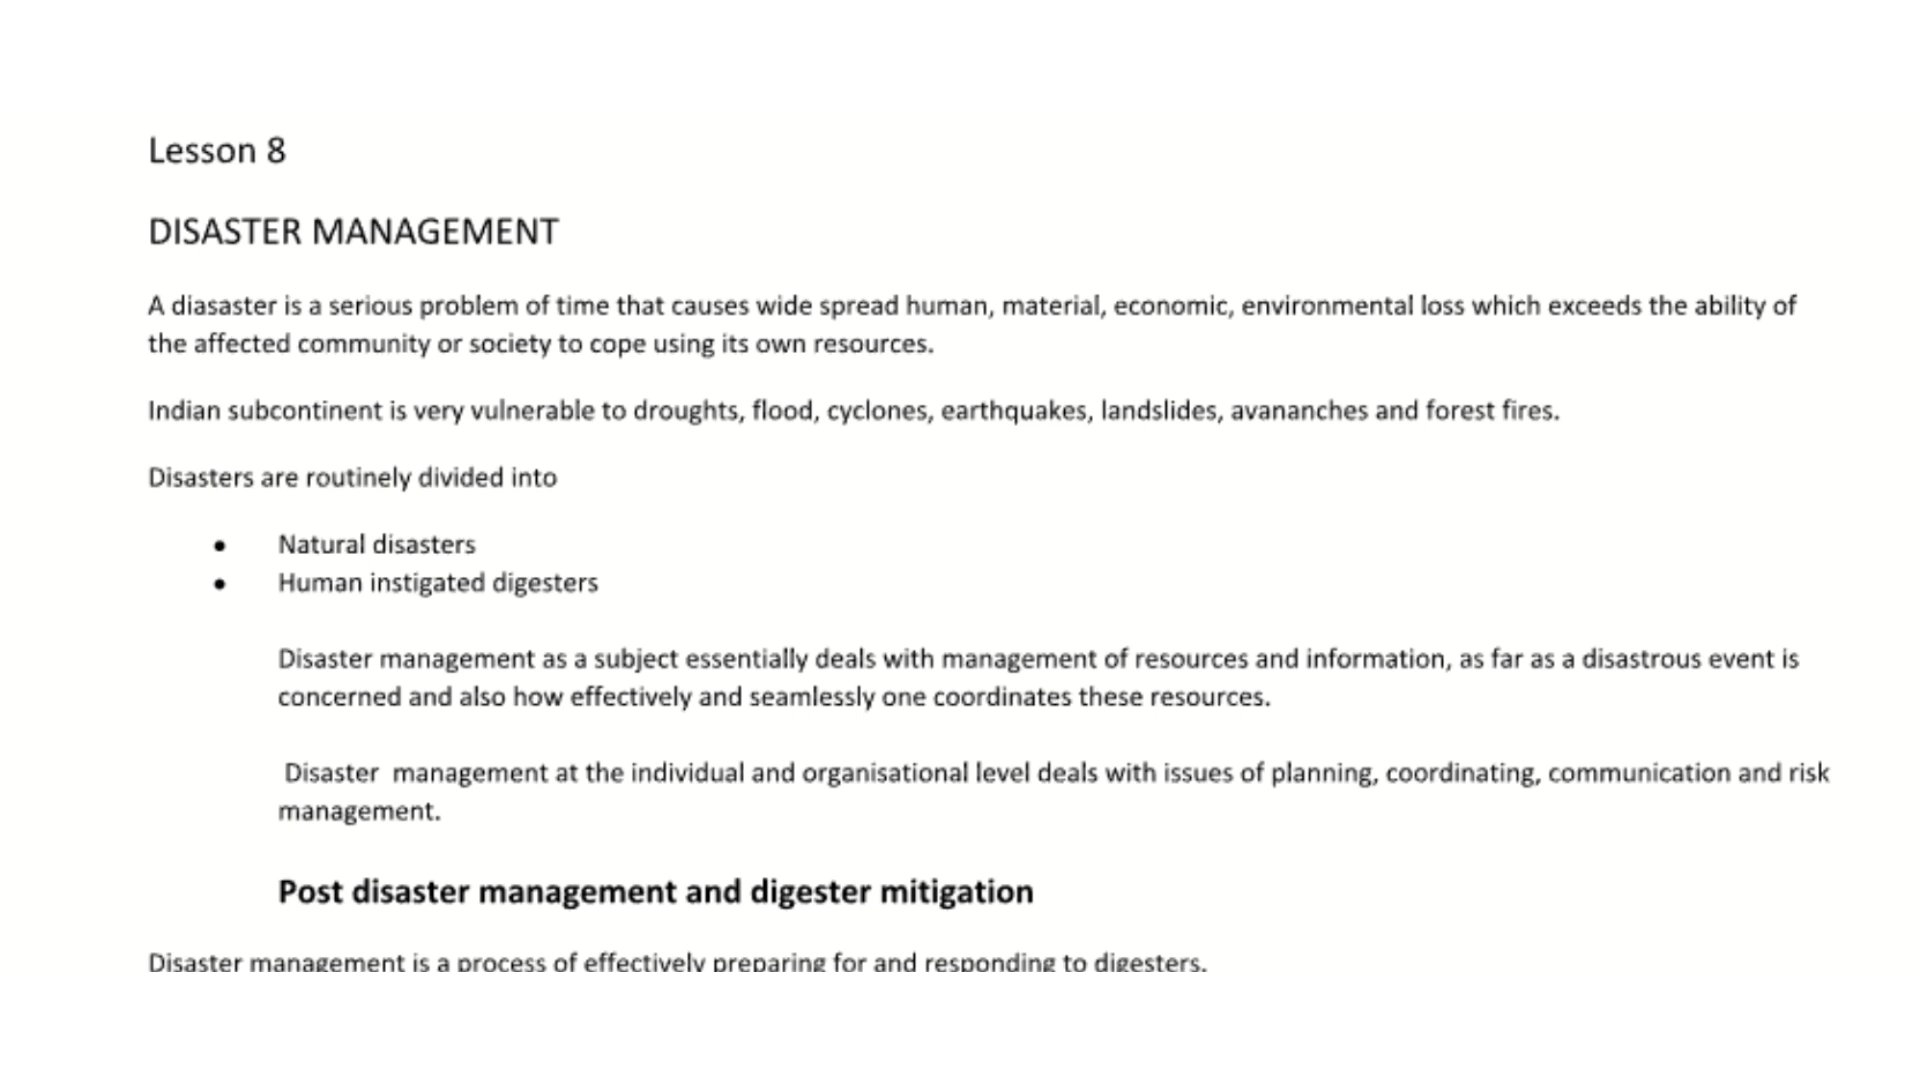 Lesson 8
DISASTER MANAGEMENT
A diasaster is a serious problem of time that causes wide spread human, material, economic, environmental loss which exceeds the ability of
the affected community or society to cope using its own resources.
Indian subcontinent is very vulnerable to droughts, flood, cyclones, earthquakes, landslides, avananches and forest fires.
Disasters are routinely divided into
• Natural disasters
• Human instigated digesters
Disaster management as a subject essentially deals with management of resources and information, as far as a disastrous event is
concerned and also how effectively and seamlessly one coordinates these resources.
Disaster management at the individual and organisational level deals with issues of planning, coordinating, communication and risk
management.
Post disaster management and digester mitigation
Disaster management is a process of effectively preparing for and responding to digesters.